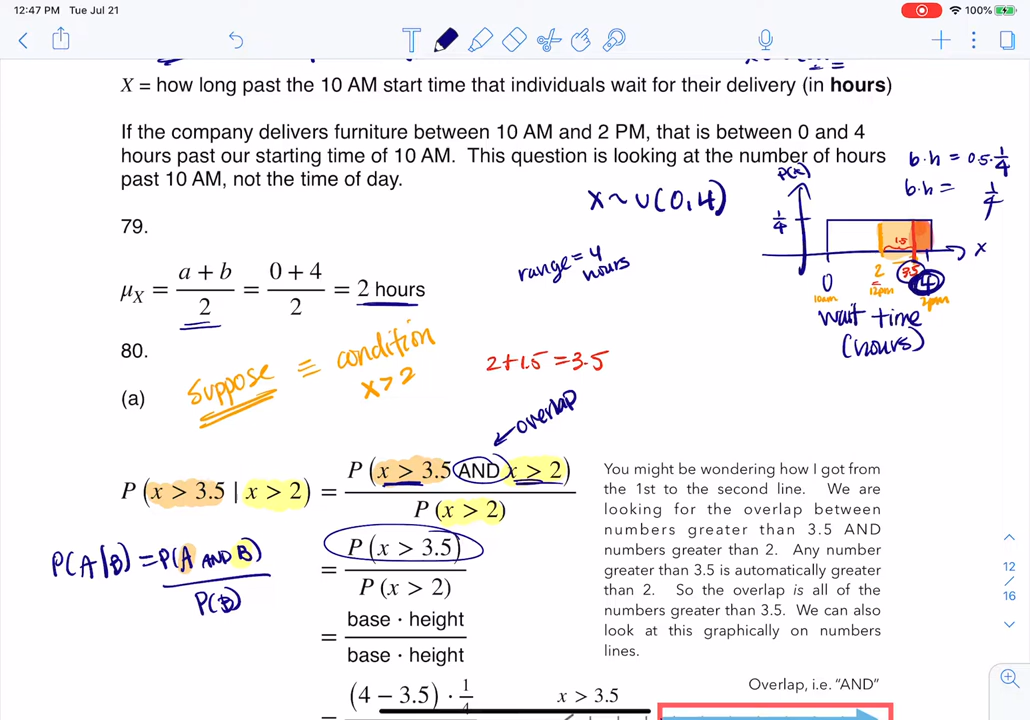 12:47 PM Tue Jul 21
100%
X = how long past the 10 AM start time that individuals wait for their delivery (in hours)
If the company delivers furniture between 10 AM and 2 PM, that is between 0 and 4
hours past our starting time of 10 AM. This question is looking at the number of hours
past 10 AM, not the time of day.
b.h = 0.5.1/4
b.h = 1/4
X~U(0,4)
P(x)
1/4
1.5
x
0
2
3.5
4
10am
12pm
2pm
wait time
(hours)
79.
range = 4
hours
μX = a + b / 2 = 0 + 4 / 2 = 2 hours
80.
Suppose ≡ condition
x > 2
2+1.5 = 3.5
(a)
overlap
P (x > 3.5 | x > 2) = P (x > 3.5 AND x > 2) / P (x > 2)
= P (x > 3.5) / P (x > 2)
P(A|B) = P(A AND B) / P(B)
= base · height / base · height
(4 − 3.5) · 1/4
=
x > 3.5
You might be wondering how I got from
the 1st to the second line. We are
looking for the overlap between
numbers greater than 3.5 AND
numbers greater than 2. Any number
greater than 3.5 is automatically greater
than 2. So the overlap is all of the
numbers greater than 3.5. We can also
look at this graphically on numbers
lines.
Overlap, i.e. "AND"
12
/
16